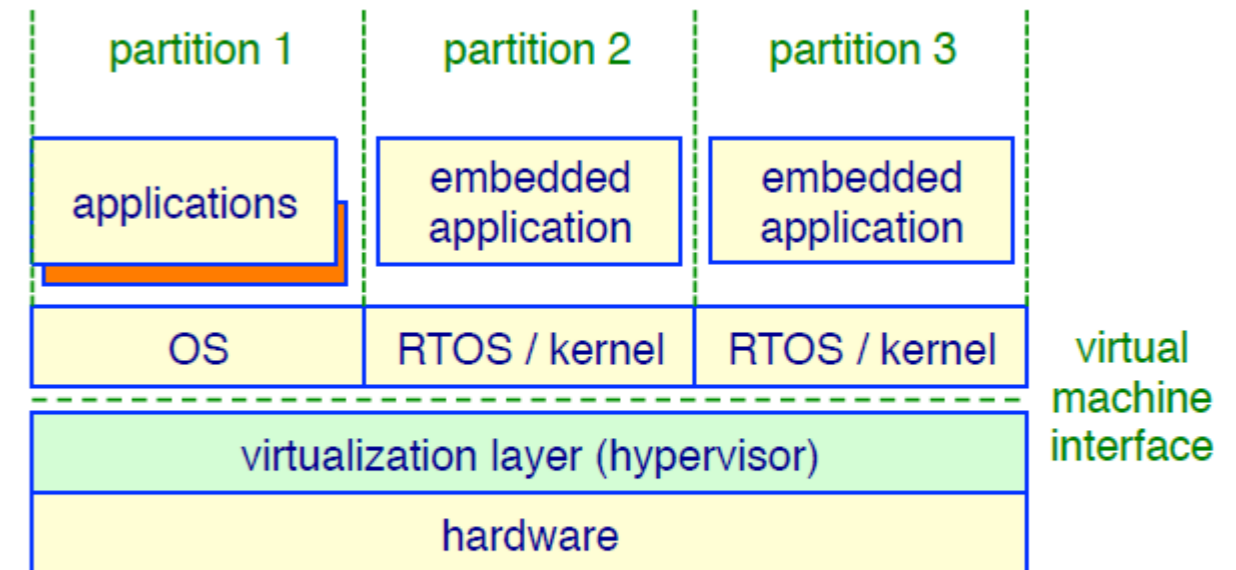 partition 1
partition 2
partition 3
applications
embedded
application
embedded
application
OS
RTOS / kernel
RTOS / kernel
virtual
machine
interface
virtualization layer (hypervisor)
hardware